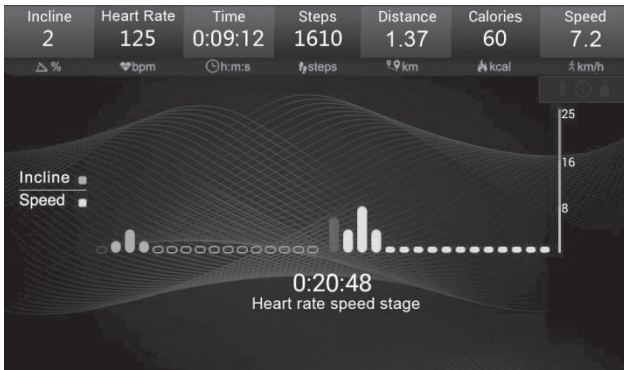 Incline Heart Rate Time Steps Distance Calories Speed
2 125 0:09:12 1610 1.37 60 7.2
% bpm h:m:s steps km kcal km/h
25
16
Incline
Speed
8
0:20:48
Heart rate speed stage